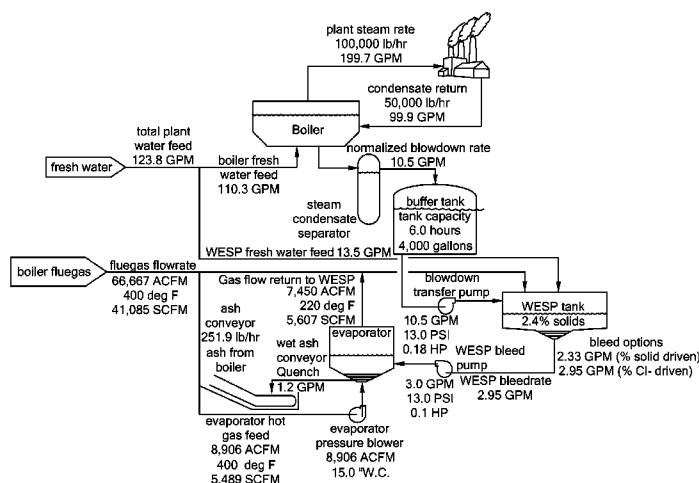 plant steam rate
100,000 lb/hr
199.7 GPM
condensate return
50,000 lb/hr
99.9 GPM
Boiler
total plant
water feed
123.8 GPM
fresh water
boiler fresh
water feed
110.3 GPM
normalized blowdown rate
10.5 GPM
steam
condensate
separator
buffer tank
tank capacity
6.0 hours
4,000 gallons
WESP fresh water feed 13.5 GPM
boiler fluegas
fluegas flowrate
66,667 ACFM
400 deg F
41,085 SCFM
Gas flow return to WESP
7,450 ACFM
220 deg F
5,607 SCFM
blowdown
transfer pump
10.5 GPM
13.0 PSI
0.18 HP
WESP tank
2.4% solids
bleed options
2.33 GPM (% solid driven)
2.95 GPM (% Cl- driven)
ash
conveyor
251.9 lb/hr
ash from
boiler
wet ash
conveyor
Quench
1.2 GPM
evaporator
WESP bleed
pump
3.0 GPM
13.0 PSI
0.1 HP
WESP bleedrate
2.95 GPM
evaporator hot
gas feed
8,906 ACFM
400 deg F
5,489 SCFM
evaporator
pressure blower
8,906 ACFM
15.0 "W.C.